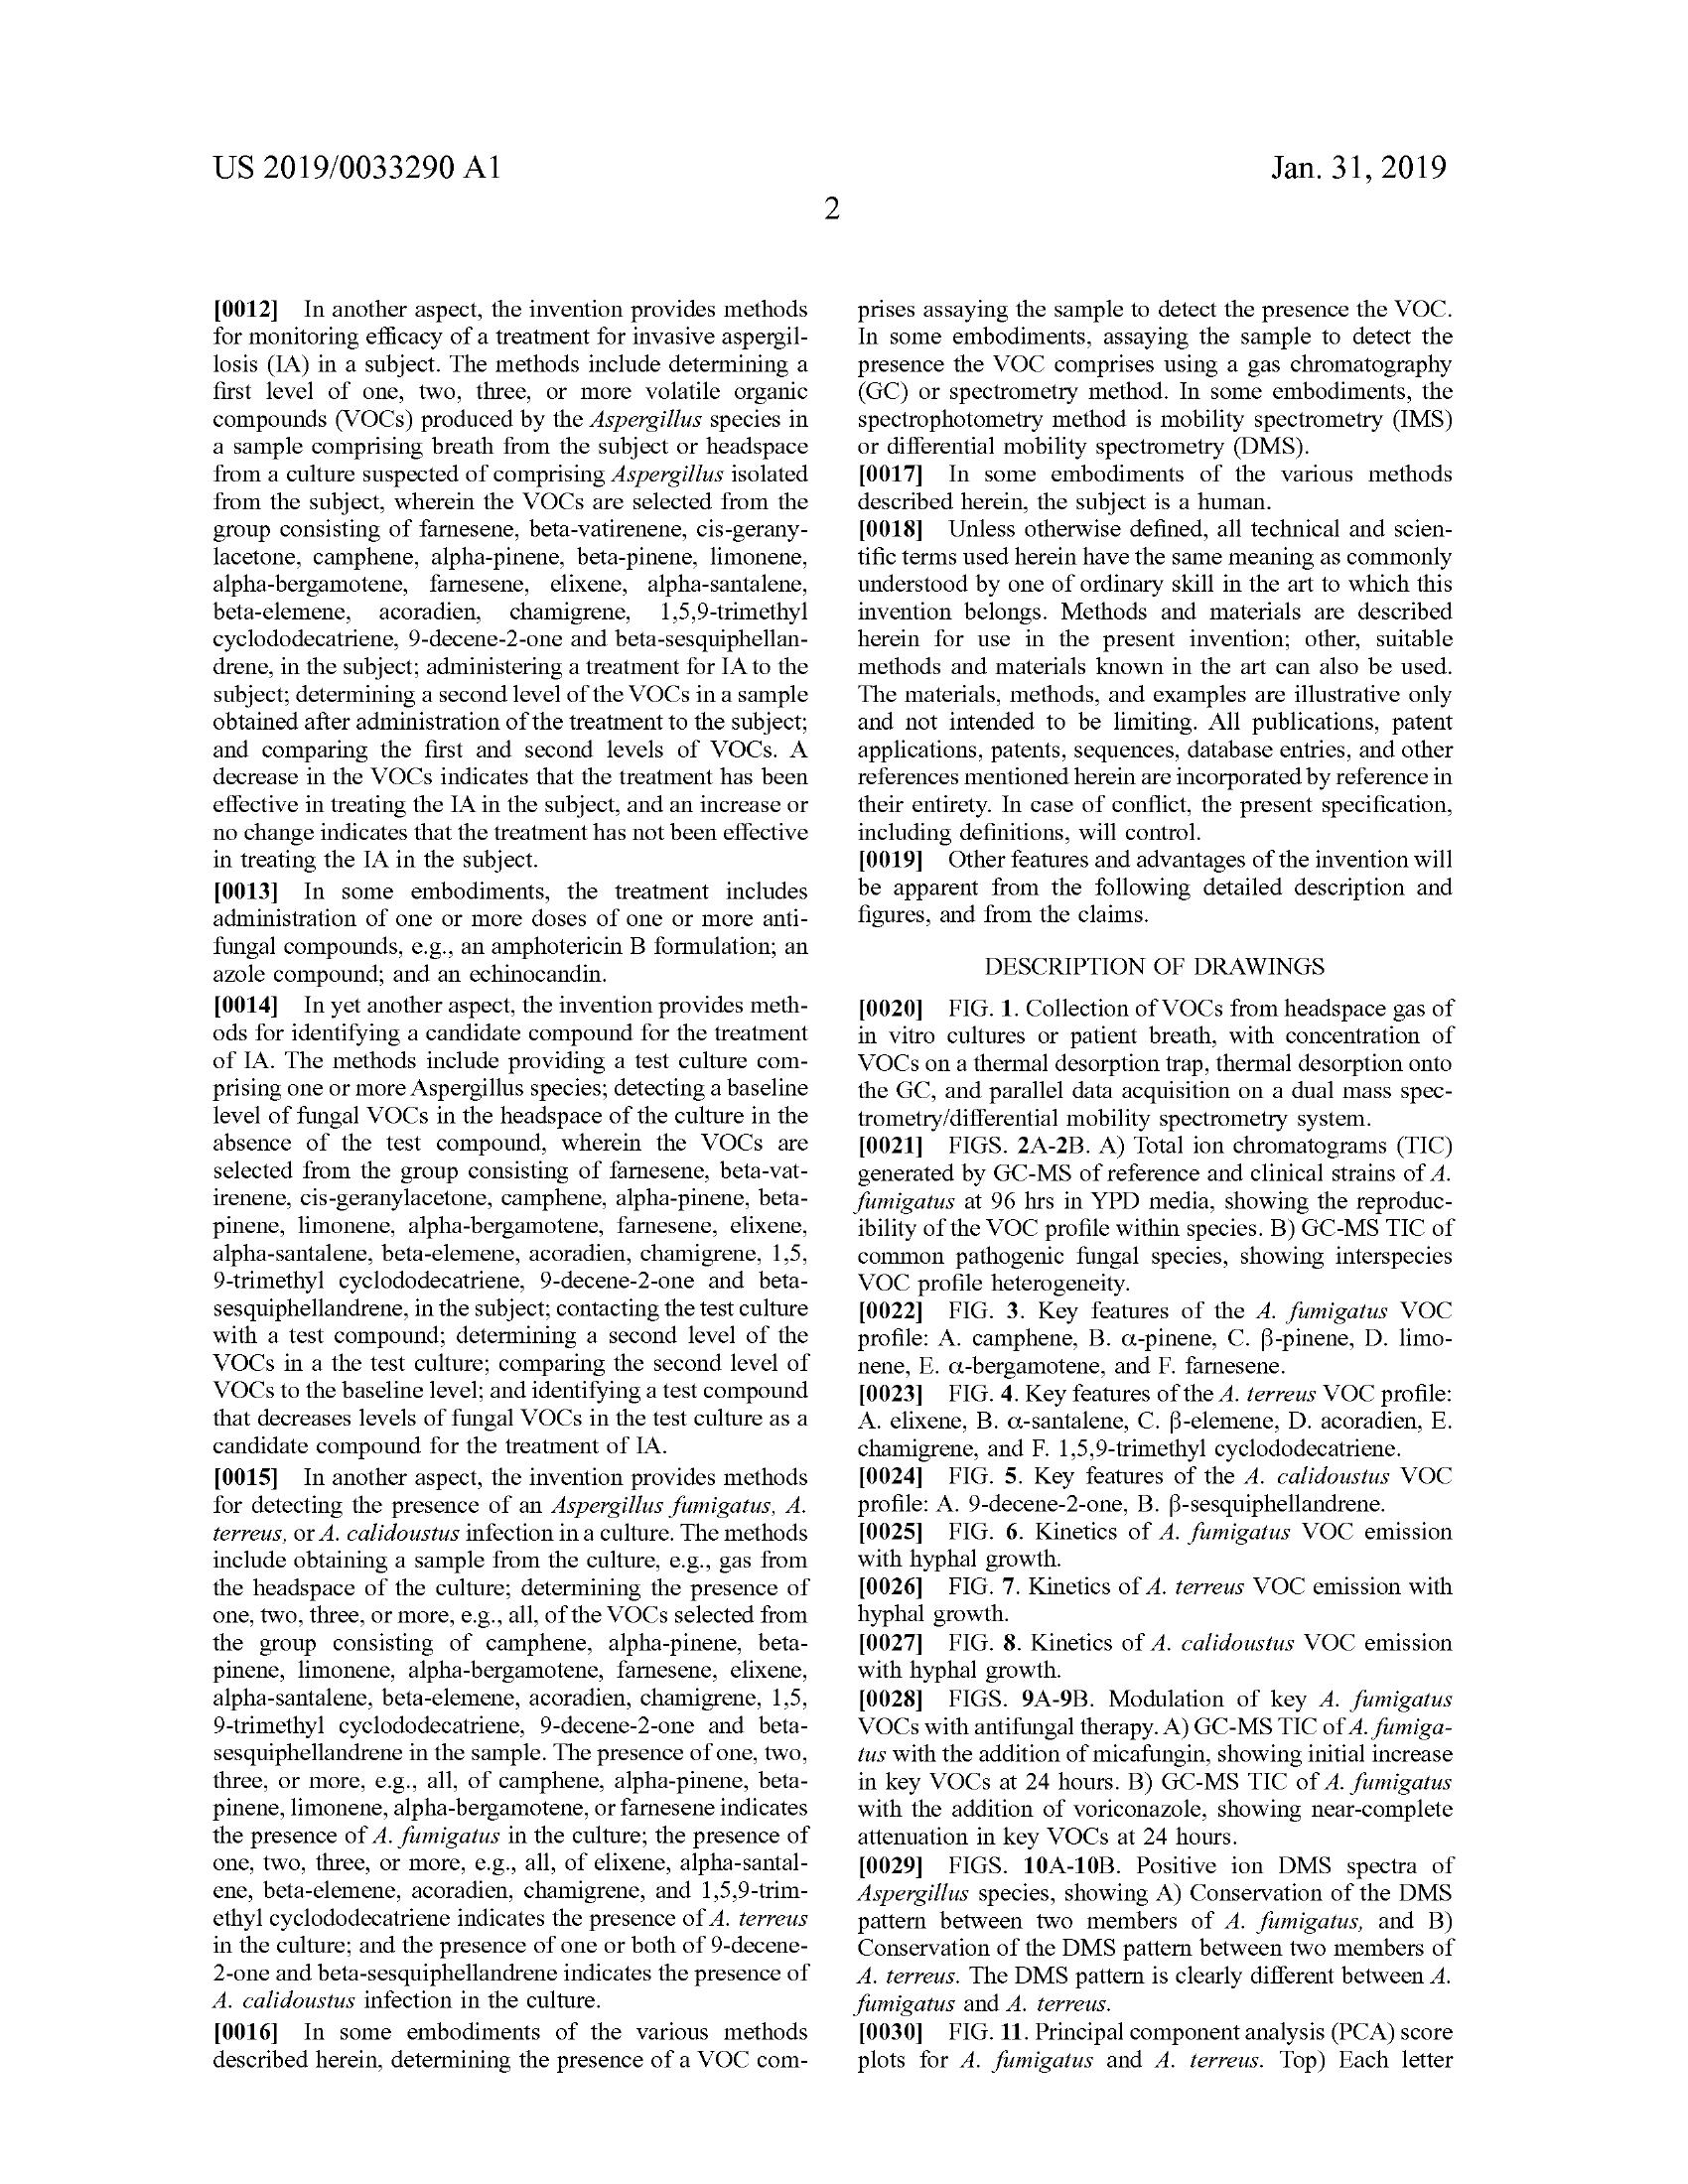 US 2019/0033290 A1
Jan. 31, 2019
2
[0012] In another aspect, the invention provides methods
for monitoring efficacy of a treatment for invasive aspergil-
losis (IA) in a subject. The methods include determining a
first level of one, two, three, or more volatile organic
compounds (VOCs) produced by the Aspergillus species in
a sample comprising breath from the subject or headspace
from a culture suspected of comprising Aspergillus isolated
from the subject, wherein the VOCs are selected from the
group consisting of farnesene, beta-vatirenene, cis-gerany-
lacetone, camphene, alpha-pinene, beta-pinene, limonene,
alpha-bergamotene, farnesene, elixene, alpha-santalene,
beta-elemene, acoradien, chamigrene, 1,5,9-trimethyl
cyclododecatriene, 9-decene-2-one and beta-sesquiphellan-
drene, in the subject; administering a treatment for IA to the
subject; determining a second level of the VOCs in a sample
obtained after administration of the treatment to the subject;
and comparing the first and second levels of VOCs. A
decrease in the VOCs indicates that the treatment has been
effective in treating the IA in the subject, and an increase or
no change indicates that the treatment has not been effective
in treating the IA in the subject.
[0013] In some embodiments, the treatment includes
administration of one or more doses of one or more anti-
fungal compounds, e.g., an amphotericin B formulation; an
azole compound; and an echinocandin.
[0014] In yet another aspect, the invention provides meth-
ods for identifying a candidate compound for the treatment
of IA. The methods include providing a test culture com-
prising one or more Aspergillus species; detecting a baseline
level of fungal VOCs in the headspace of the culture in the
absence of the test compound, wherein the VOCs are
selected from the group consisting of farnesene, beta-vat-
irenene, cis-geranylacetone, camphene, alpha-pinene, beta-
pinene, limonene, alpha-bergamotene, farnesene, elixene,
alpha-santalene, beta-elemene, acoradien, chamigrene, 1,5,
9-trimethyl cyclododecatriene, 9-decene-2-one and beta-
sesquiphellandrene, in the subject; contacting the test culture
with a test compound; determining a second level of the
VOCs in a the test culture; comparing the second level of
VOCs to the baseline level; and identifying a test compound
that decreases levels of fungal VOCs in the test culture as a
candidate compound for the treatment of IA.
[0015] In another aspect, the invention provides methods
for detecting the presence of an Aspergillus fumigatus, A.
terreus, or A. calidoustus infection in a culture. The methods
include obtaining a sample from the culture, e.g., gas from
the headspace of the culture; determining the presence of
one, two, three, or more, e.g., all, of the VOCs selected from
the group consisting of camphene, alpha-pinene, beta-
pinene, limonene, alpha-bergamotene, farnesene, elixene,
alpha-santalene, beta-elemene, acoradien, chamigrene, 1,5,
9-trimethyl cyclododecatriene, 9-decene-2-one and beta-
sesquiphellandrene in the sample. The presence of one, two,
three, or more, e.g., all, of camphene, alpha-pinene, beta-
pinene, limonene, alpha-bergamotene, or farnesene indicates
the presence of A. fumigatus in the culture; the presence of
one, two, three, or more, e.g., all, of elixene, alpha-santal-
ene, beta-elemene, acoradien, chamigrene, and 1,5,9-trim-
ethyl cyclododecatriene indicates the presence of A. terreus
in the culture; and the presence of one or both of 9-decene-
2-one and beta-sesquiphellandrene indicates the presence of
A. calidoustus infection in the culture.
[0016] In some embodiments of the various methods
described herein, determining the presence of a VOC com-
prises assaying the sample to detect the presence the VOC.
In some embodiments, assaying the sample to detect the
presence the VOC comprises using a gas chromatography
(GC) or spectrometry method. In some embodiments, the
spectrophotometry method is mobility spectrometry (IMS)
or differential mobility spectrometry (DMS).
[0017] In some embodiments of the various methods
described herein, the subject is a human.
[0018] Unless otherwise defined, all technical and scien-
tific terms used herein have the same meaning as commonly
understood by one of ordinary skill in the art to which this
invention belongs. Methods and materials are described
herein for use in the present invention; other, suitable
methods and materials known in the art can also be used.
The materials, methods, and examples are illustrative only
and not intended to be limiting. All publications, patent
applications, patents, sequences, database entries, and other
references mentioned herein are incorporated by reference in
their entirety. In case of conflict, the present specification,
including definitions, will control.
[0019] Other features and advantages of the invention will
be apparent from the following detailed description and
figures, and from the claims.
DESCRIPTION OF DRAWINGS
[0020] FIG. 1. Collection of VOCs from headspace gas of
in vitro cultures or patient breath, with concentration of
VOCs on a thermal desorption trap, thermal desorption onto
the GC, and parallel data acquisition on a dual mass spec-
trometry/differential mobility spectrometry system.
[0021] FIGS. 2A-2B. A) Total ion chromatograms (TIC)
generated by GC-MS of reference and clinical strains of A.
fumigatus at 96 hrs in YPD media, showing the reproduc-
ibility of the VOC profile within species. B) GC-MS TIC of
common pathogenic fungal species, showing interspecies
VOC profile heterogeneity.
[0022] FIG. 3. Key features of the A. fumigatus VOC
profile: A. camphene, B. α-pinene, C. β-pinene, D. limo-
nene, E. α-bergamotene, and F. farnesene.
[0023] FIG. 4. Key features of the A. terreus VOC profile:
A. elixene, B. α-santalene, C. β-elemene, D. acoradien, E.
chamigrene, and F. 1,5,9-trimethyl cyclododecatriene.
[0024] FIG. 5. Key features of the A. calidoustus VOC
profile: A. 9-decene-2-one, B. β-sesquiphellandrene.
[0025] FIG. 6. Kinetics of A. fumigatus VOC emission
with hyphal growth.
[0026] FIG. 7. Kinetics of A. terreus VOC emission with
hyphal growth.
[0027] FIG. 8. Kinetics of A. calidoustus VOC emission
with hyphal growth.
[0028] FIGS. 9A-9B. Modulation of key A. fumigatus
VOCs with antifungal therapy. A) GC-MS TIC of A. fumiga-
tus with the addition of micafungin, showing initial increase
in key VOCs at 24 hours. B) GC-MS TIC of A. fumigatus
with the addition of voriconazole, showing near-complete
attenuation in key VOCs at 24 hours.
[0029] FIGS. 10A-10B. Positive ion DMS spectra of
Aspergillus species, showing A) Conservation of the DMS
pattern between two members of A. fumigatus, and B)
Conservation of the DMS pattern between two members of
A. terreus. The DMS pattern is clearly different between A.
fumigatus and A. terreus.
[0030] FIG. 11. Principal component analysis (PCA) score
plots for A. fumigatus and A. terreus. Top) Each letter